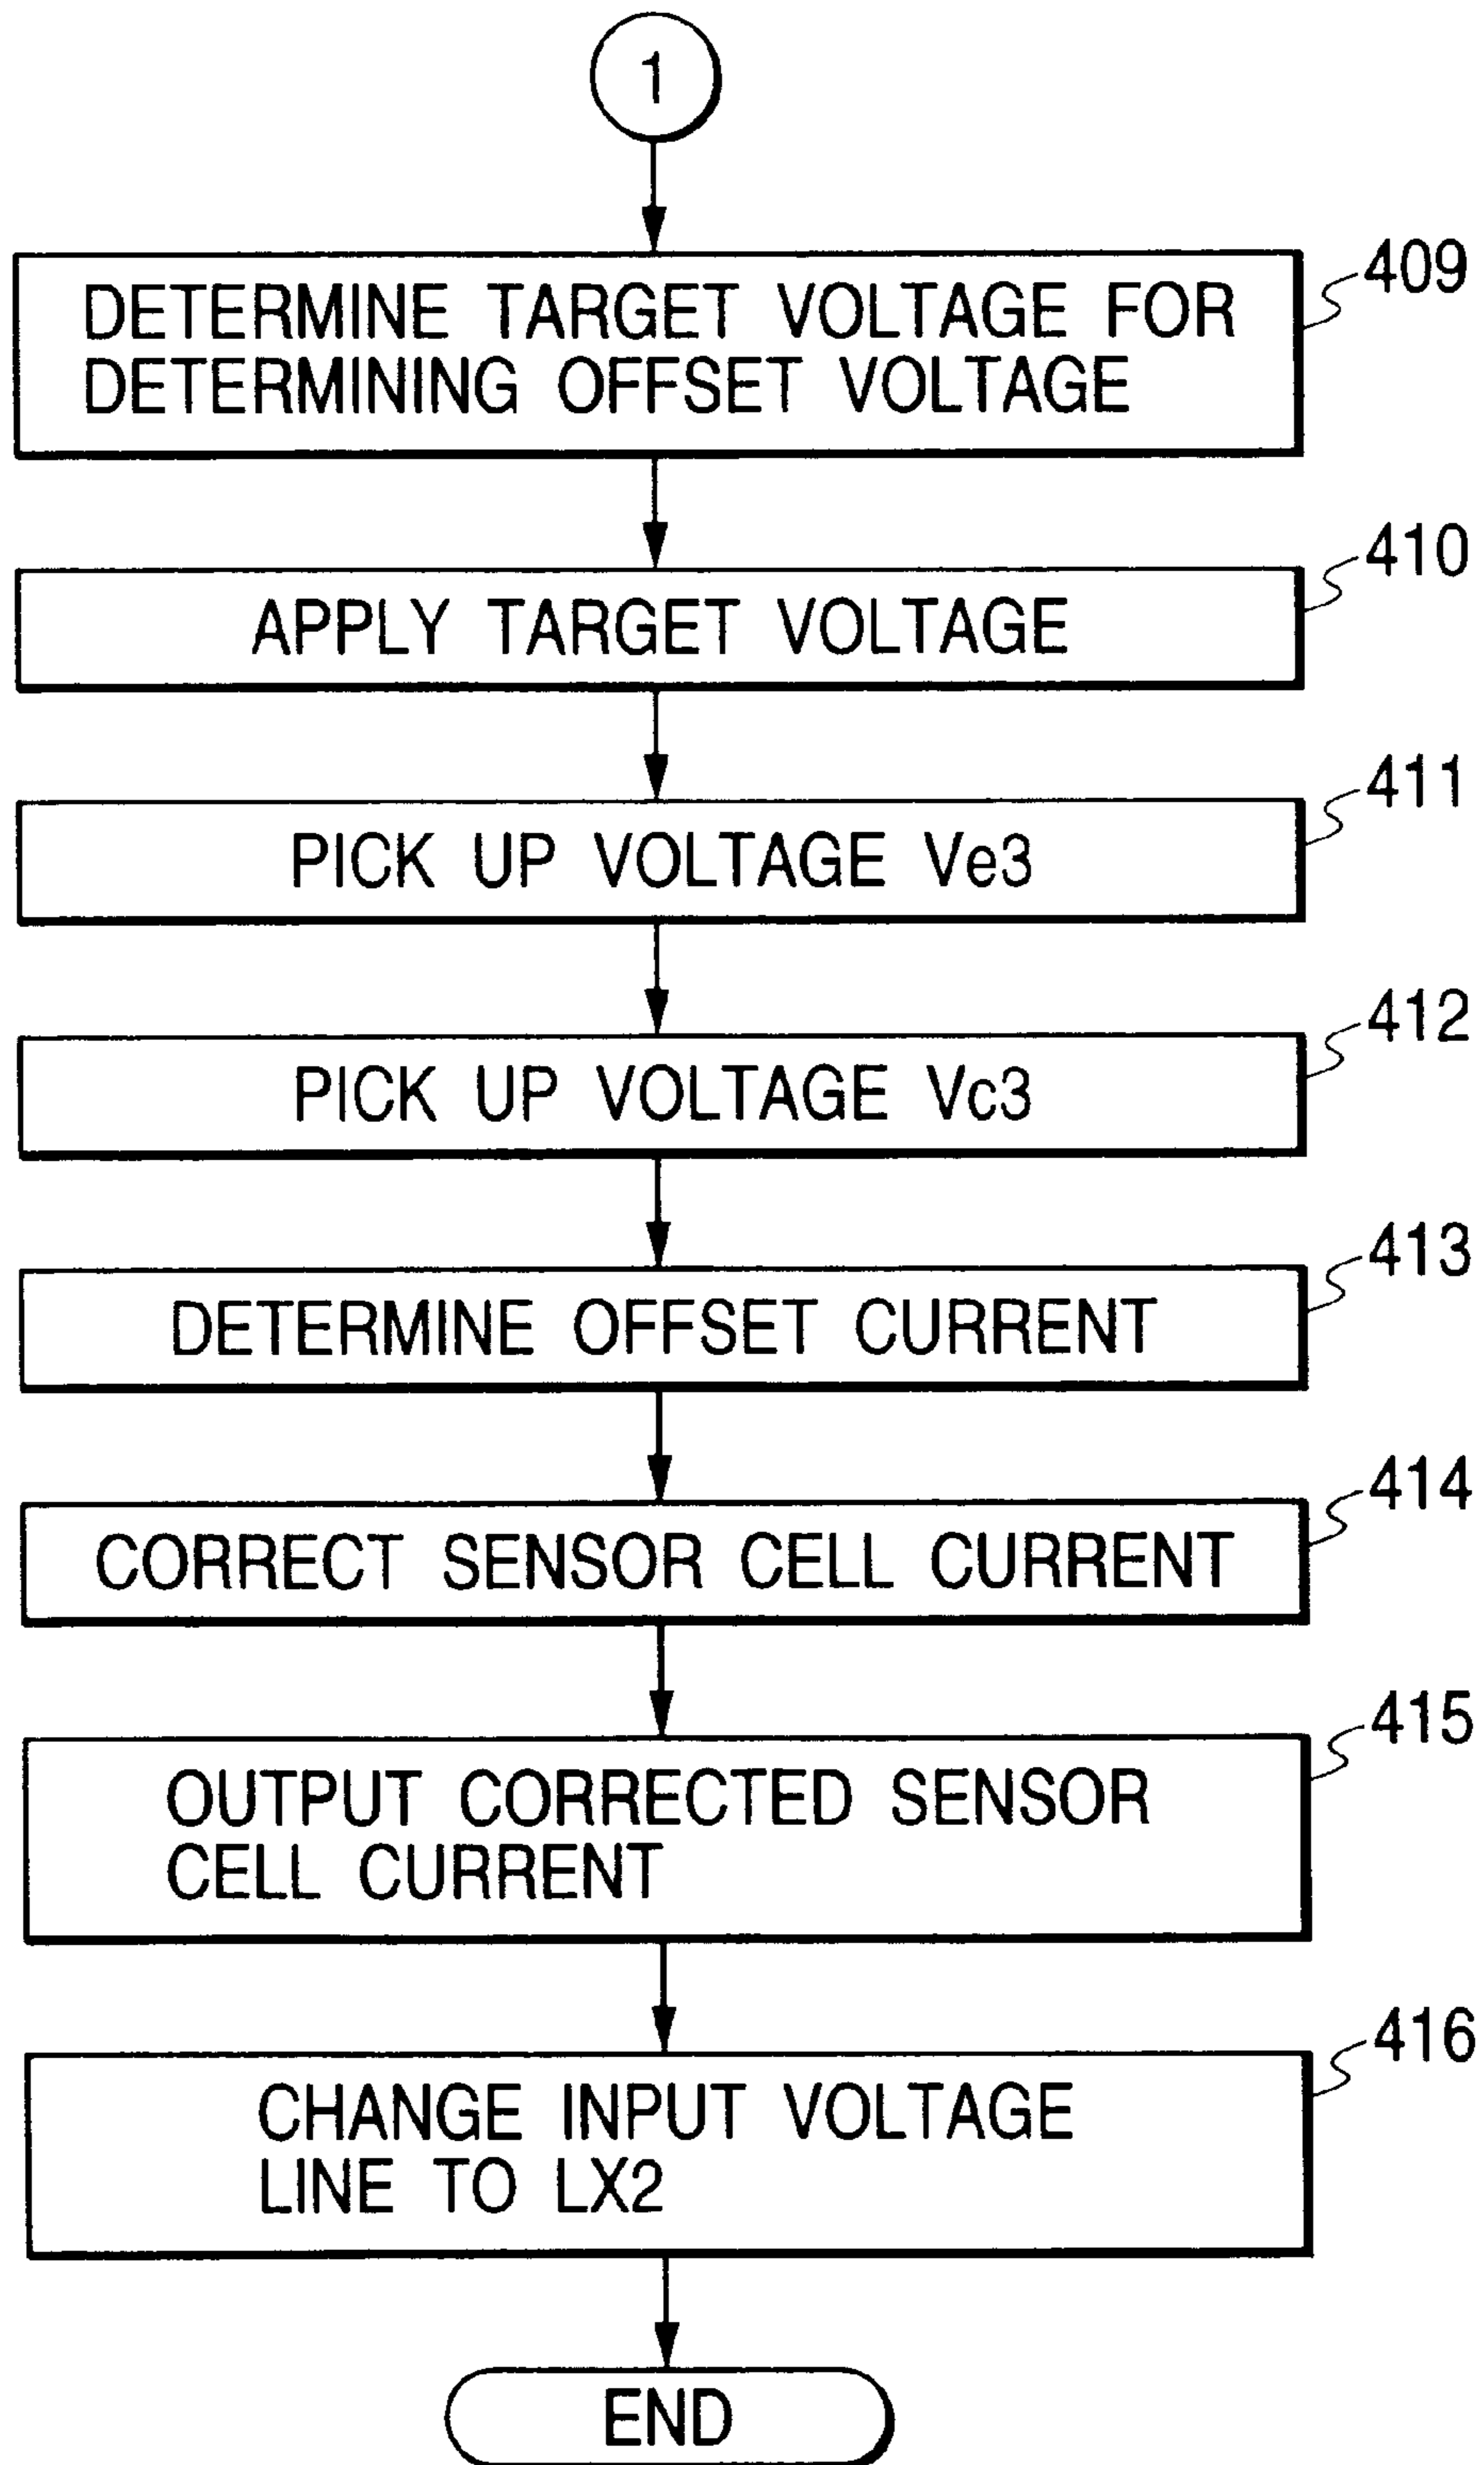 1
409
DETERMINE TARGET VOLTAGE FOR
DETERMINING OFFSET VOLTAGE
410
APPLY TARGET VOLTAGE
411
PICK UP VOLTAGE Ve3
412
PICK UP VOLTAGE Vc3
413
DETERMINE OFFSET CURRENT
414
CORRECT SENSOR CELL CURRENT
415
OUTPUT CORRECTED SENSOR
CELL CURRENT
416
CHANGE INPUT VOLTAGE
LINE TO LX2
END